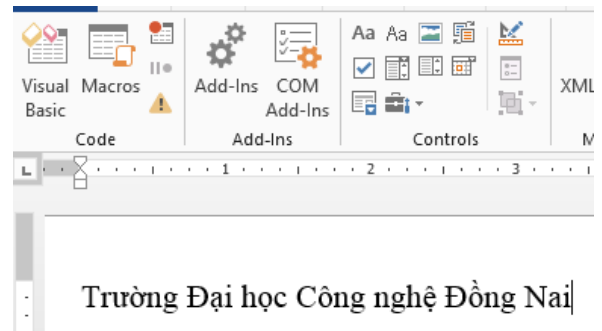 Aa Aa
Visual Basic
Macros
Add-Ins
COM Add-Ins
XML
Code
Add-Ins
Controls
M
L
1 2 3
Trường Đại học Công nghệ Đồng Nai